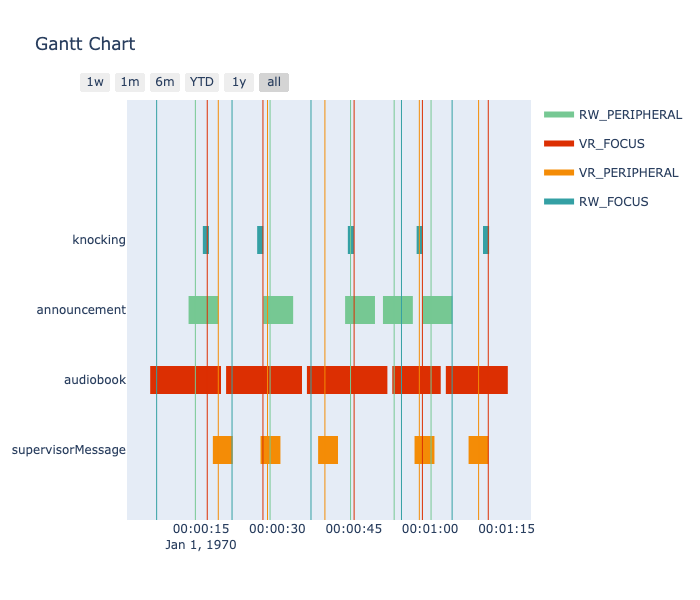 Gantt Chart
1w 1m 6m YTD 1y all
RW_PERIPHERAL
VR_FOCUS
VR_PERIPHERAL
RW_FOCUS
knocking
announcement
audiobook
supervisorMessage
00:00:15 00:00:30 00:00:45 00:01:00 00:01:15
Jan 1, 1970